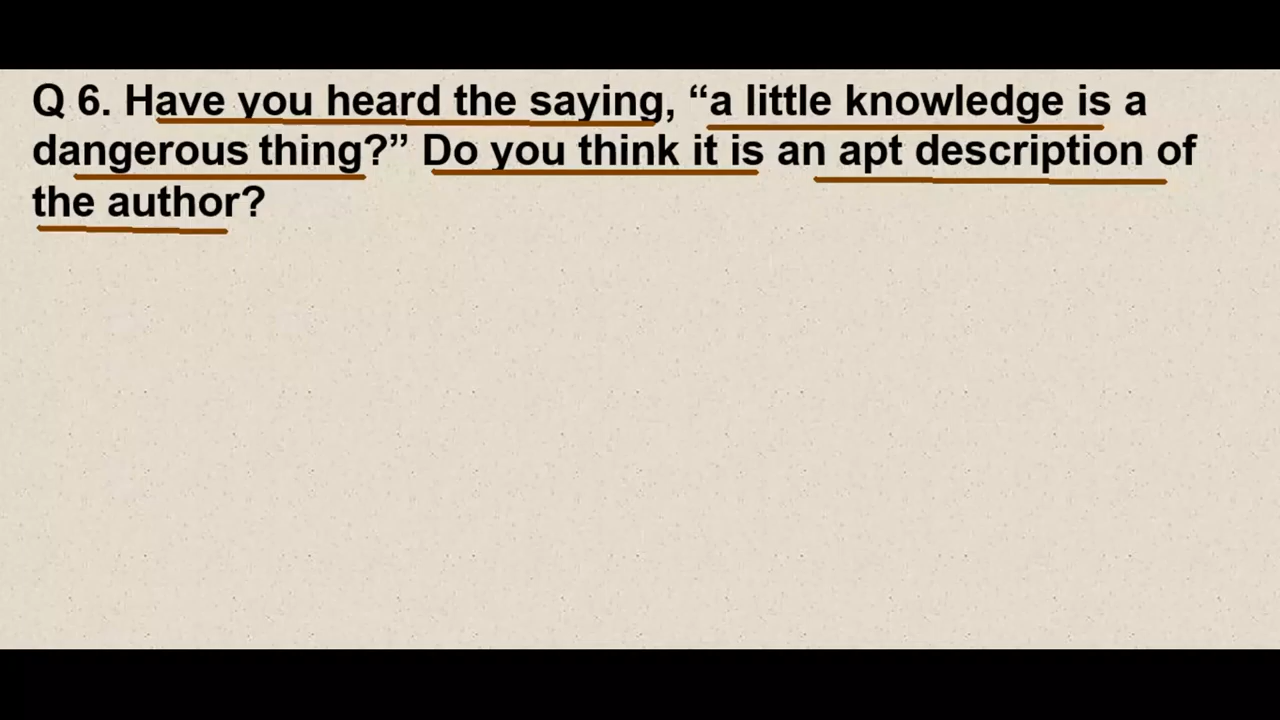 Q 6. Have you heard the saying, “a little knowledge is a
dangerous thing?” Do you think it is an apt description of
the author?